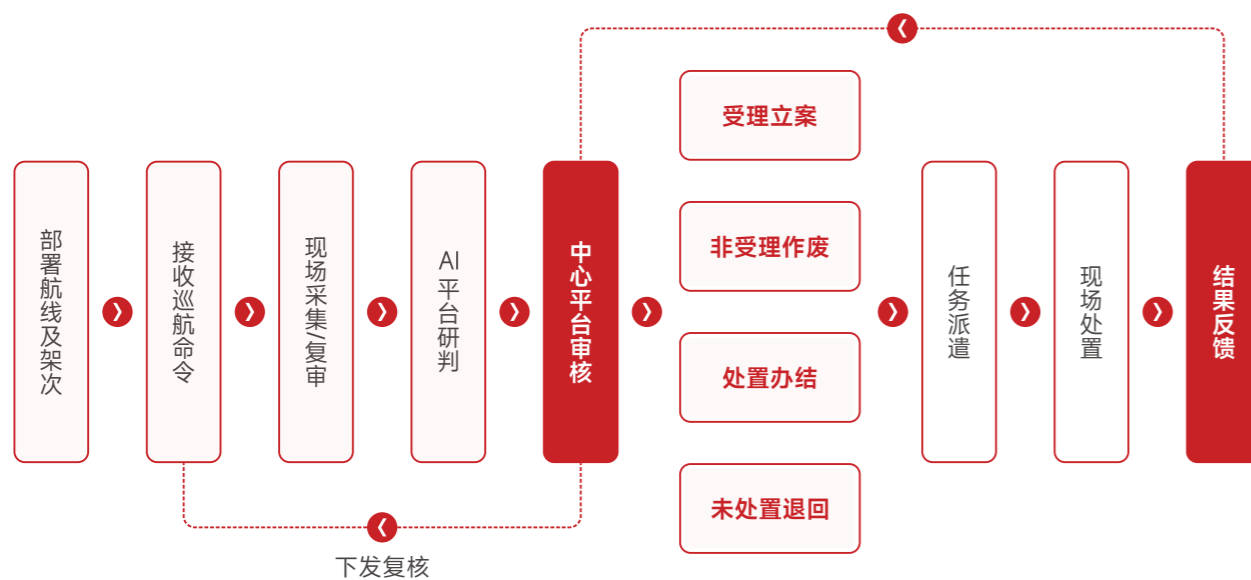 部署航线及架次
接收巡航命令
现场采集/复审
AI平台研判
中心平台审核
受理立案
非受理作废
处置办结
未处置退回
任务派遣
现场处置
结果反馈
下发复核